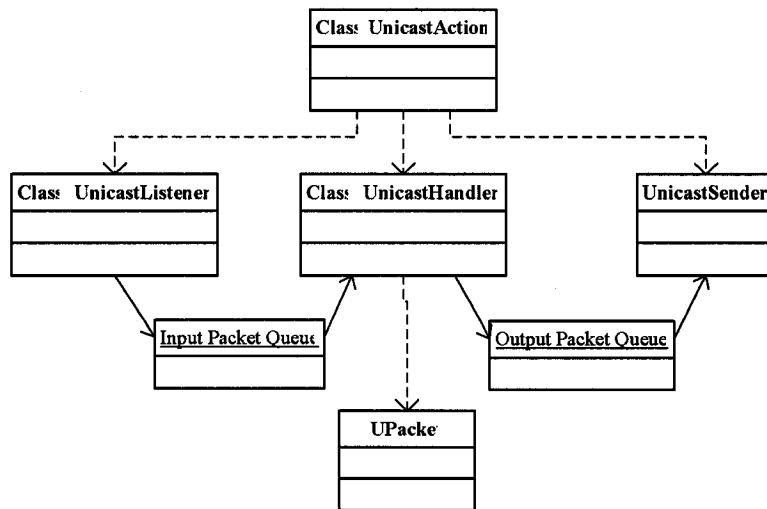 Class UnicastAction
Class UnicastListener
Class UnicastHandler
UnicastSender
Input Packet Queue
Output Packet Queue
UPacke